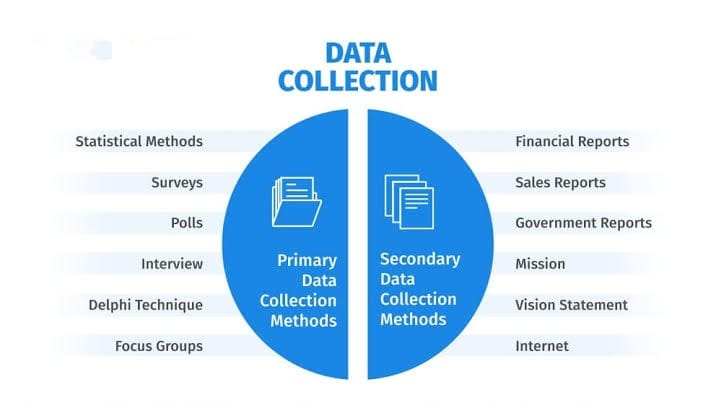 DATA
COLLECTION
Statistical Methods
Surveys
Polls
Interview
Delphi Technique
Focus Groups
Primary
Data
Collection
Methods
Secondary
Data
Collection
Methods
Financial Reports
Sales Reports
Government Reports
Mission
Vision Statement
Internet